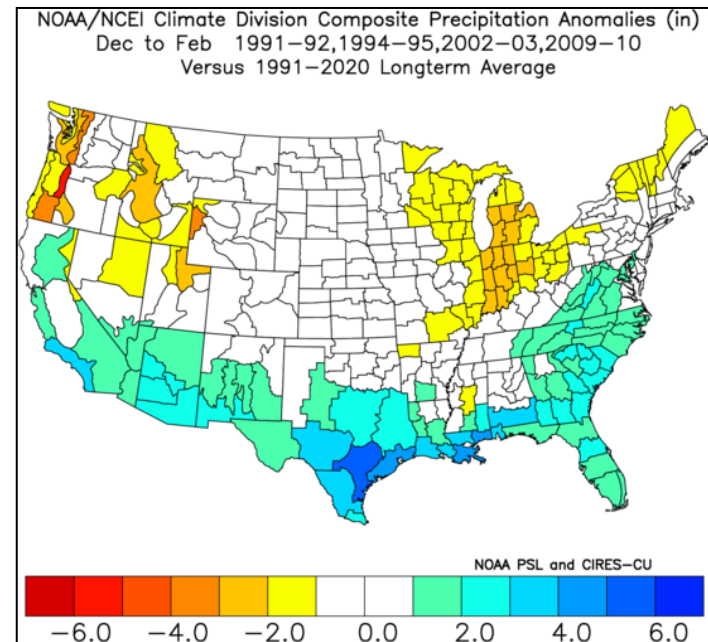 NOAA/NCEI Climate Division Composite Precipitation Anomalies (in)
Dec to Feb 1991-92,1994-95,2002-03,2009-10
Versus 1991-2020 Longterm Average
NOAA PSL and CIRES-CU
-6.0 -4.0 -2.0 0.0 2.0 4.0 6.0